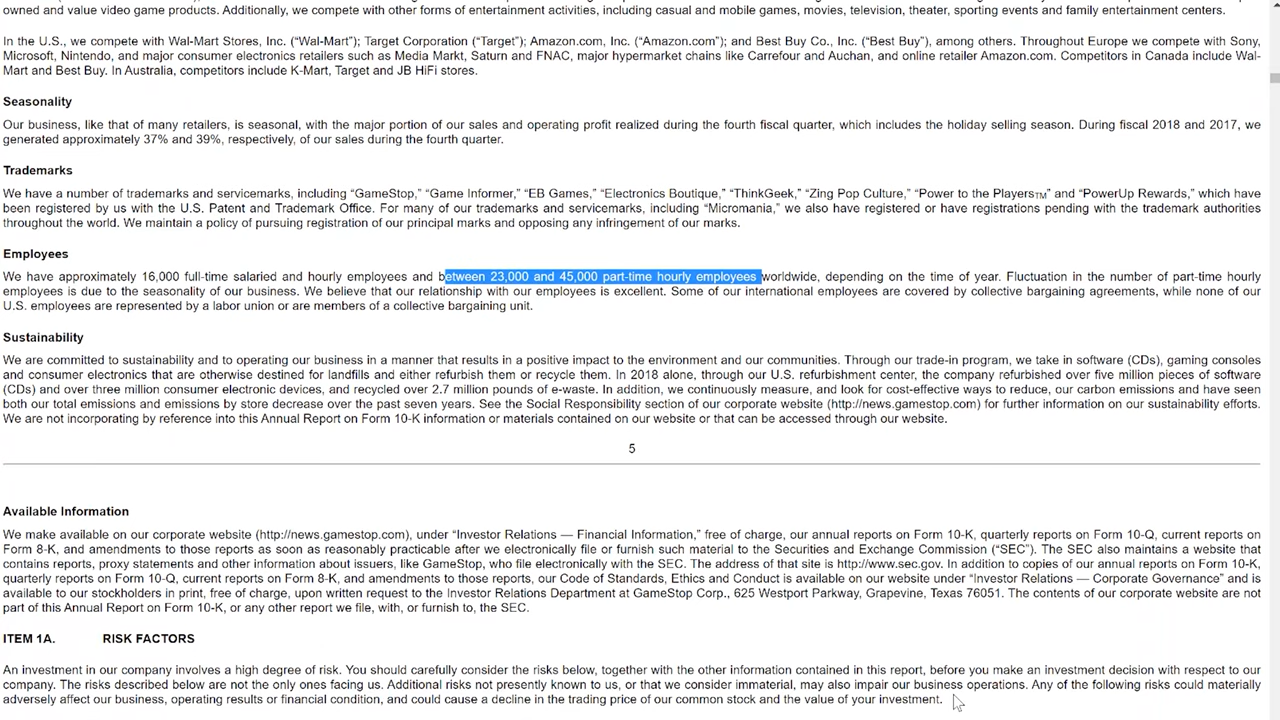 owned and value video game products. Additionally, we compete with other forms of entertainment activities, including casual and mobile games, movies, television, theater, sporting events and family entertainment centers.
In the U.S., we compete with Wal-Mart Stores, Inc. (“Wal-Mart”); Target Corporation (“Target”); Amazon.com, Inc. (“Amazon.com”); and Best Buy Co., Inc. (“Best Buy”), among others. Throughout Europe we compete with Sony,
Microsoft, Nintendo, and major consumer electronics retailers such as Media Markt, Saturn and FNAC, major hypermarket chains like Carrefour and Auchan, and online retailer Amazon.com. Competitors in Canada include Wal-
Mart and Best Buy. In Australia, competitors include K-Mart, Target and JB HiFi stores.
Seasonality
Our business, like that of many retailers, is seasonal, with the major portion of our sales and operating profit realized during the fourth fiscal quarter, which includes the holiday selling season. During fiscal 2018 and 2017, we
generated approximately 37% and 39%, respectively, of our sales during the fourth quarter.
Trademarks
We have a number of trademarks and servicemarks, including “GameStop,” “Game Informer,” “EB Games,” “Electronics Boutique,” “ThinkGeek,” “Zing Pop Culture,” “Power to the Players™” and “PowerUp Rewards,” which have
been registered by us with the U.S. Patent and Trademark Office. For many of our trademarks and servicemarks, including “Micromania,” we also have registered or have registrations pending with the trademark authorities
throughout the world. We maintain a policy of pursuing registration of our principal marks and opposing any infringement of our marks.
Employees
We have approximately 16,000 full-time salaried and hourly employees and between 23,000 and 45,000 part-time hourly employees worldwide, depending on the time of year. Fluctuation in the number of part-time hourly
employees is due to the seasonality of our business. We believe that our relationship with our employees is excellent. Some of our international employees are covered by collective bargaining agreements, while none of our
U.S. employees are represented by a labor union or are members of a collective bargaining unit.
Sustainability
We are committed to sustainability and to operating our business in a manner that results in a positive impact to the environment and our communities. Through our trade-in program, we take in software (CDs), gaming consoles
and consumer electronics that are otherwise destined for landfills and either refurbish them or recycle them. In 2018 alone, through our U.S. refurbishment center, the company refurbished over five million pieces of software
(CDs) and over three million consumer electronic devices, and recycled over 2.7 million pounds of e-waste. In addition, we continuously measure, and look for cost-effective ways to reduce, our carbon emissions and have seen
both our total emissions and emissions by store decrease over the past seven years. See the Social Responsibility section of our corporate website (http://news.gamestop.com) for further information on our sustainability efforts.
We are not incorporating by reference into this Annual Report on Form 10-K information or materials contained on our website or that can be accessed through our website.
5
Available Information
We make available on our corporate website (http://news.gamestop.com), under “Investor Relations — Financial Information,” free of charge, our annual reports on Form 10-K, quarterly reports on Form 10-Q, current reports on
Form 8-K, and amendments to those reports as soon as reasonably practicable after we electronically file or furnish such material to the Securities and Exchange Commission (“SEC”). The SEC also maintains a website that
contains reports, proxy statements and other information about issuers, like GameStop, who file electronically with the SEC. The address of that site is http://www.sec.gov. In addition to copies of our annual reports on Form 10-K,
quarterly reports on Form 10-Q, current reports on Form 8-K, and amendments to those reports, our Code of Standards, Ethics and Conduct is available on our website under “Investor Relations — Corporate Governance” and is
available to our stockholders in print, free of charge, upon written request to the Investor Relations Department at GameStop Corp., 625 Westport Parkway, Grapevine, Texas 76051. The contents of our corporate website are not
part of this Annual Report on Form 10-K, or any other report we file, with, or furnish to, the SEC.
ITEM 1A. RISK FACTORS
An investment in our company involves a high degree of risk. You should carefully consider the risks below, together with the other information contained in this report, before you make an investment decision with respect to our
company. The risks described below are not the only ones facing us. Additional risks not presently known to us, or that we consider immaterial, may also impair our business operations. Any of the following risks could materially
adversely affect our business, operating results or financial condition, and could cause a decline in the trading price of our common stock and the value of your investment.